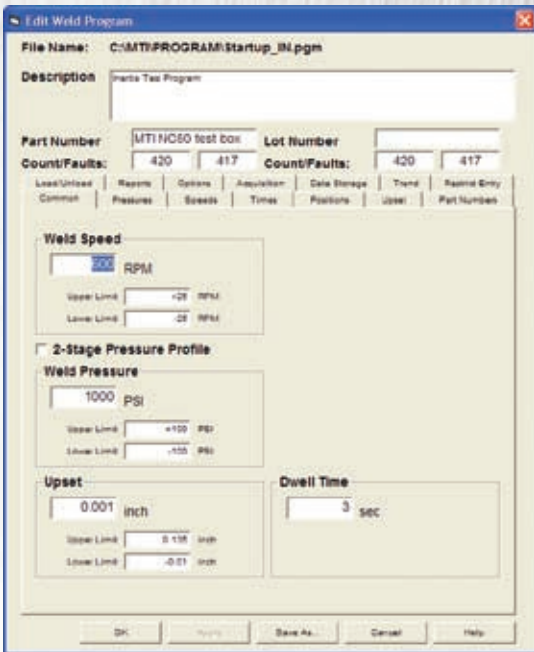 Edit Weld Program
File Name: C:\MTI\PROGRAM\Startup_IN.pgm
Description
Inertia Test Program
Part Number MTI NC60 test box Lot Number
Count/Faults: 420 417 Count/Faults: 420 417
Load/Unload Reports Options Acquisition Data Storage Trend Restrict Entry
Common Pressures Speeds Times Positions Upset Part Numbers
Weld Speed
600 RPM
Upper Limit +25 RPM
Lower Limit -25 RPM
2-Stage Pressure Profile
Weld Pressure
1000 PSI
Upper Limit +100 PSI
Lower Limit -100 PSI
Upset Dwell Time
0.001 inch 3 sec
Upper Limit inch
Lower Limit -0.01 inch
OK Apply Save As... Cancel Help